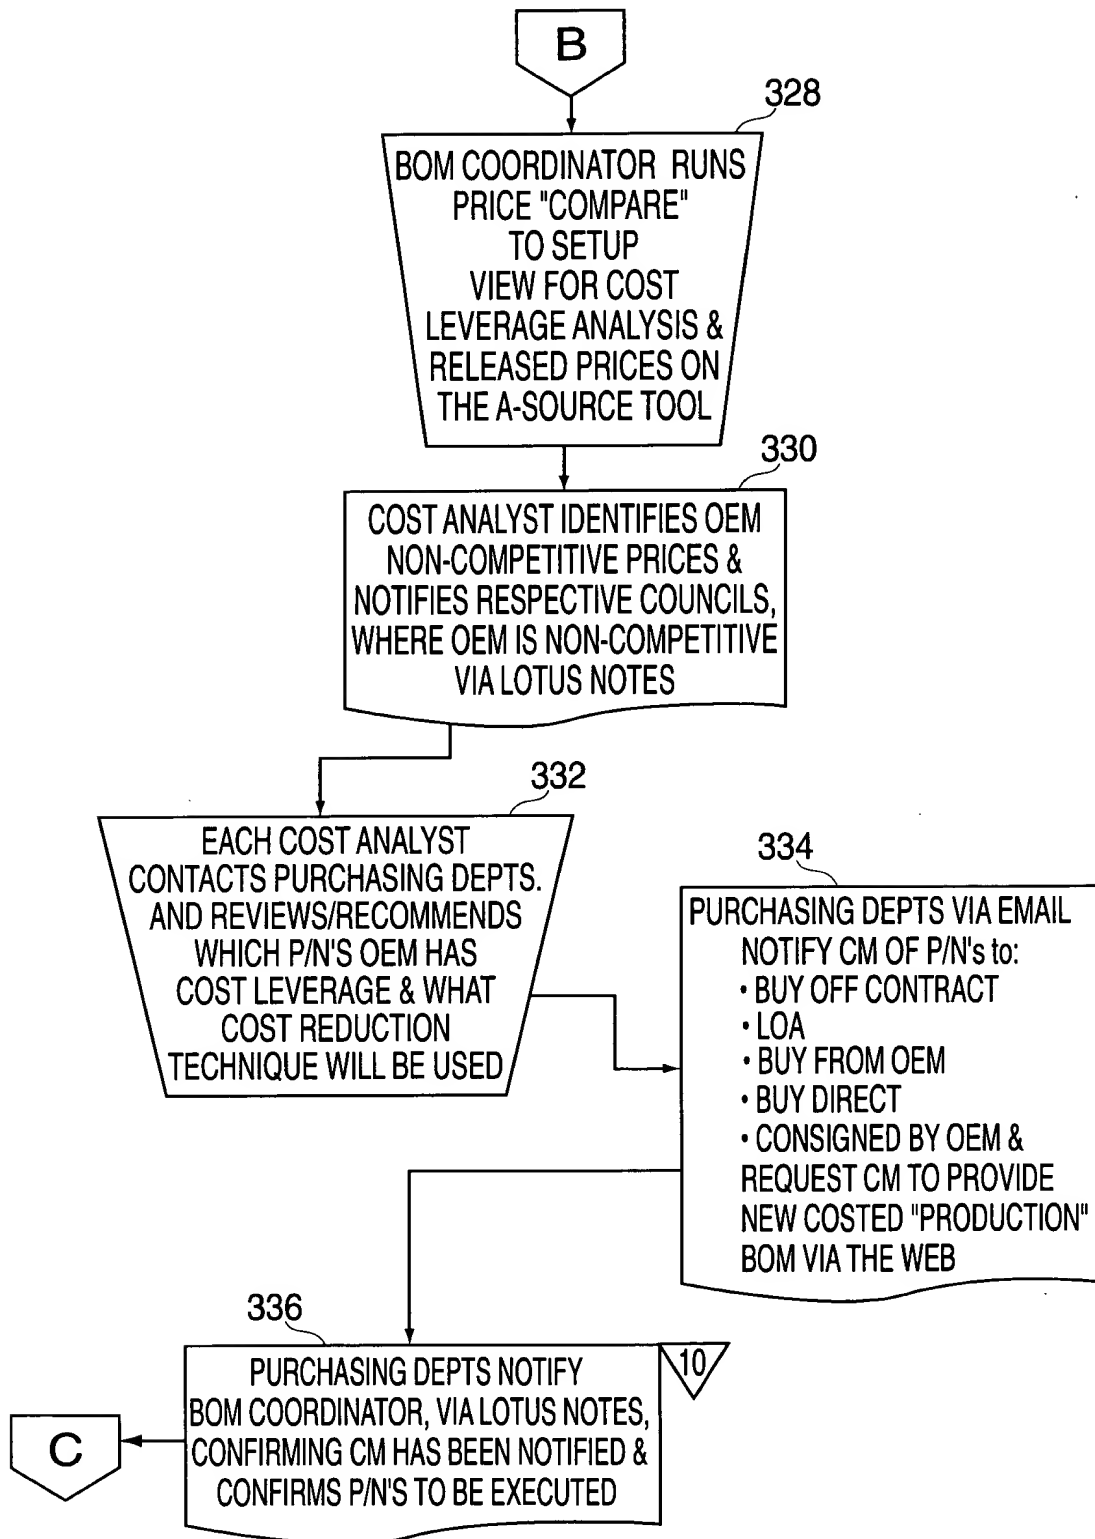 B
328
BOM COORDINATOR RUNS
PRICE "COMPARE"
TO SETUP
VIEW FOR COST
LEVERAGE ANALYSIS &
RELEASED PRICES ON
THE A-SOURCE TOOL
330
COST ANALYST IDENTIFIES OEM
NON-COMPETITIVE PRICES &
NOTIFIES RESPECTIVE COUNCILS,
WHERE OEM IS NON-COMPETITIVE
VIA LOTUS NOTES
332
EACH COST ANALYST
CONTACTS PURCHASING DEPTS.
AND REVIEWS/RECOMMENDS
WHICH P/N'S OEM HAS
COST LEVERAGE & WHAT
COST REDUCTION
TECHNIQUE WILL BE USED
334
PURCHASING DEPTS VIA EMAIL
NOTIFY CM OF P/N's to:
• BUY OFF CONTRACT
• LOA
• BUY FROM OEM
• BUY DIRECT
• CONSIGNED BY OEM &
REQUEST CM TO PROVIDE
NEW COSTED "PRODUCTION"
BOM VIA THE WEB
336
10
PURCHASING DEPTS NOTIFY
BOM COORDINATOR, VIA LOTUS NOTES,
CONFIRMING CM HAS BEEN NOTIFIED &
CONFIRMS P/N'S TO BE EXECUTED
C